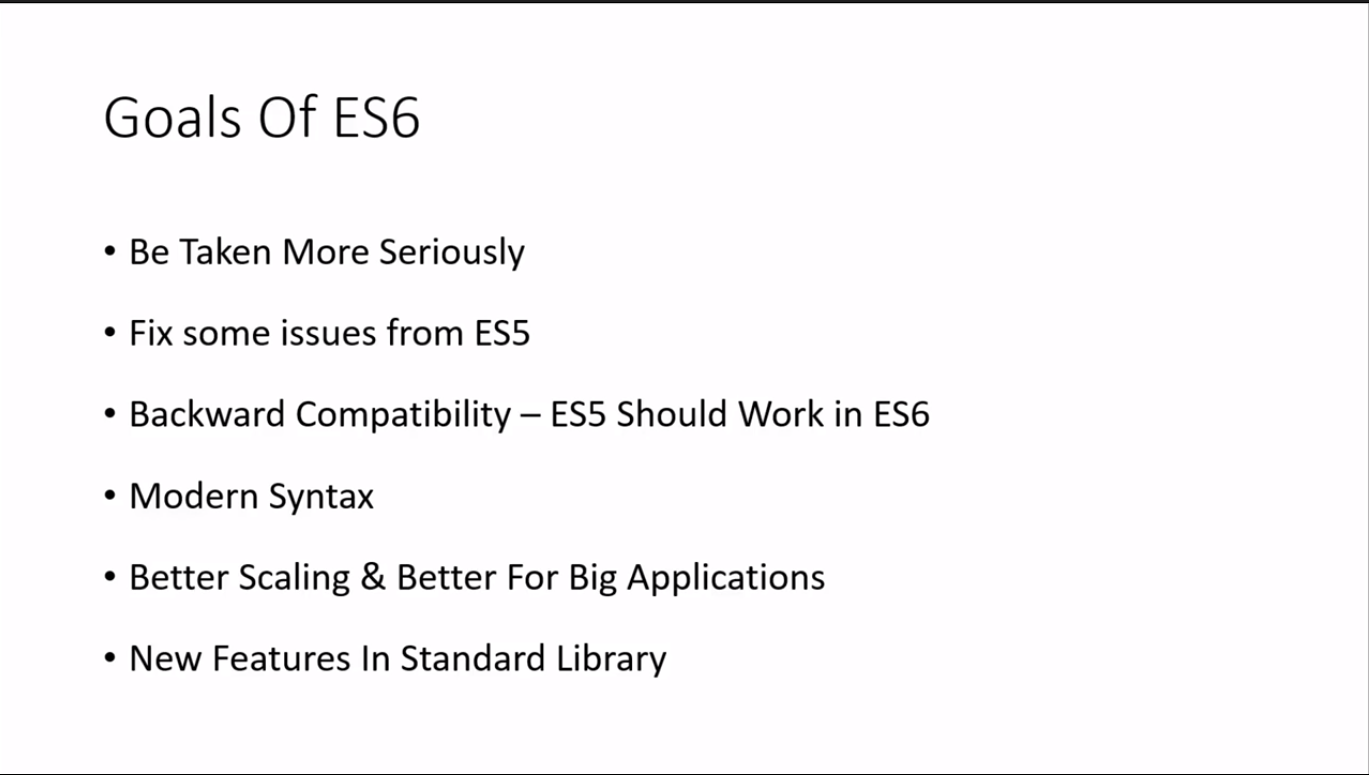 Goals Of ES6
• Be Taken More Seriously
• Fix some issues from ES5
• Backward Compatibility – ES5 Should Work in ES6
• Modern Syntax
• Better Scaling & Better For Big Applications
• New Features In Standard Library